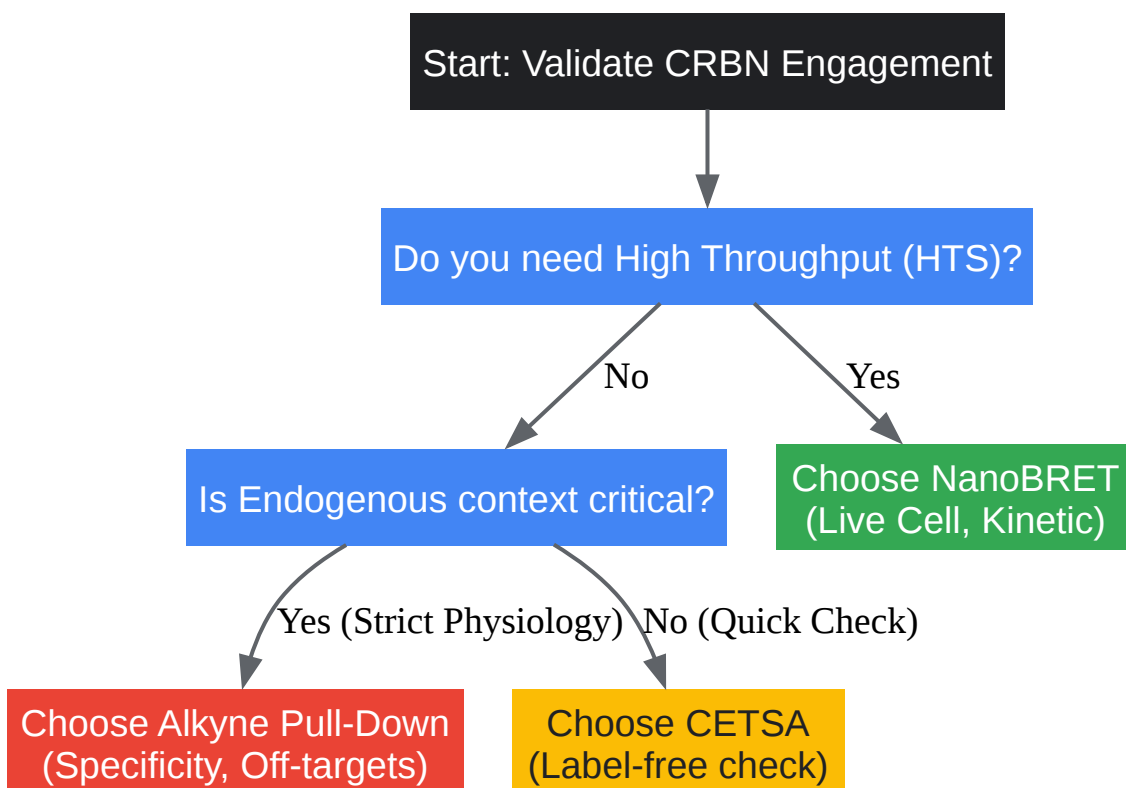 Start: Validate CRBN Engagement
Do you need High Throughput (HTS)?
No
Yes
Is Endogenous context critical?
Choose NanoBRET
(Live Cell, Kinetic)
Yes (Strict Physiology)
No (Quick Check)
Choose Alkyne Pull-Down
(Specificity, Off-targets)
Choose CETSA
(Label-free check)